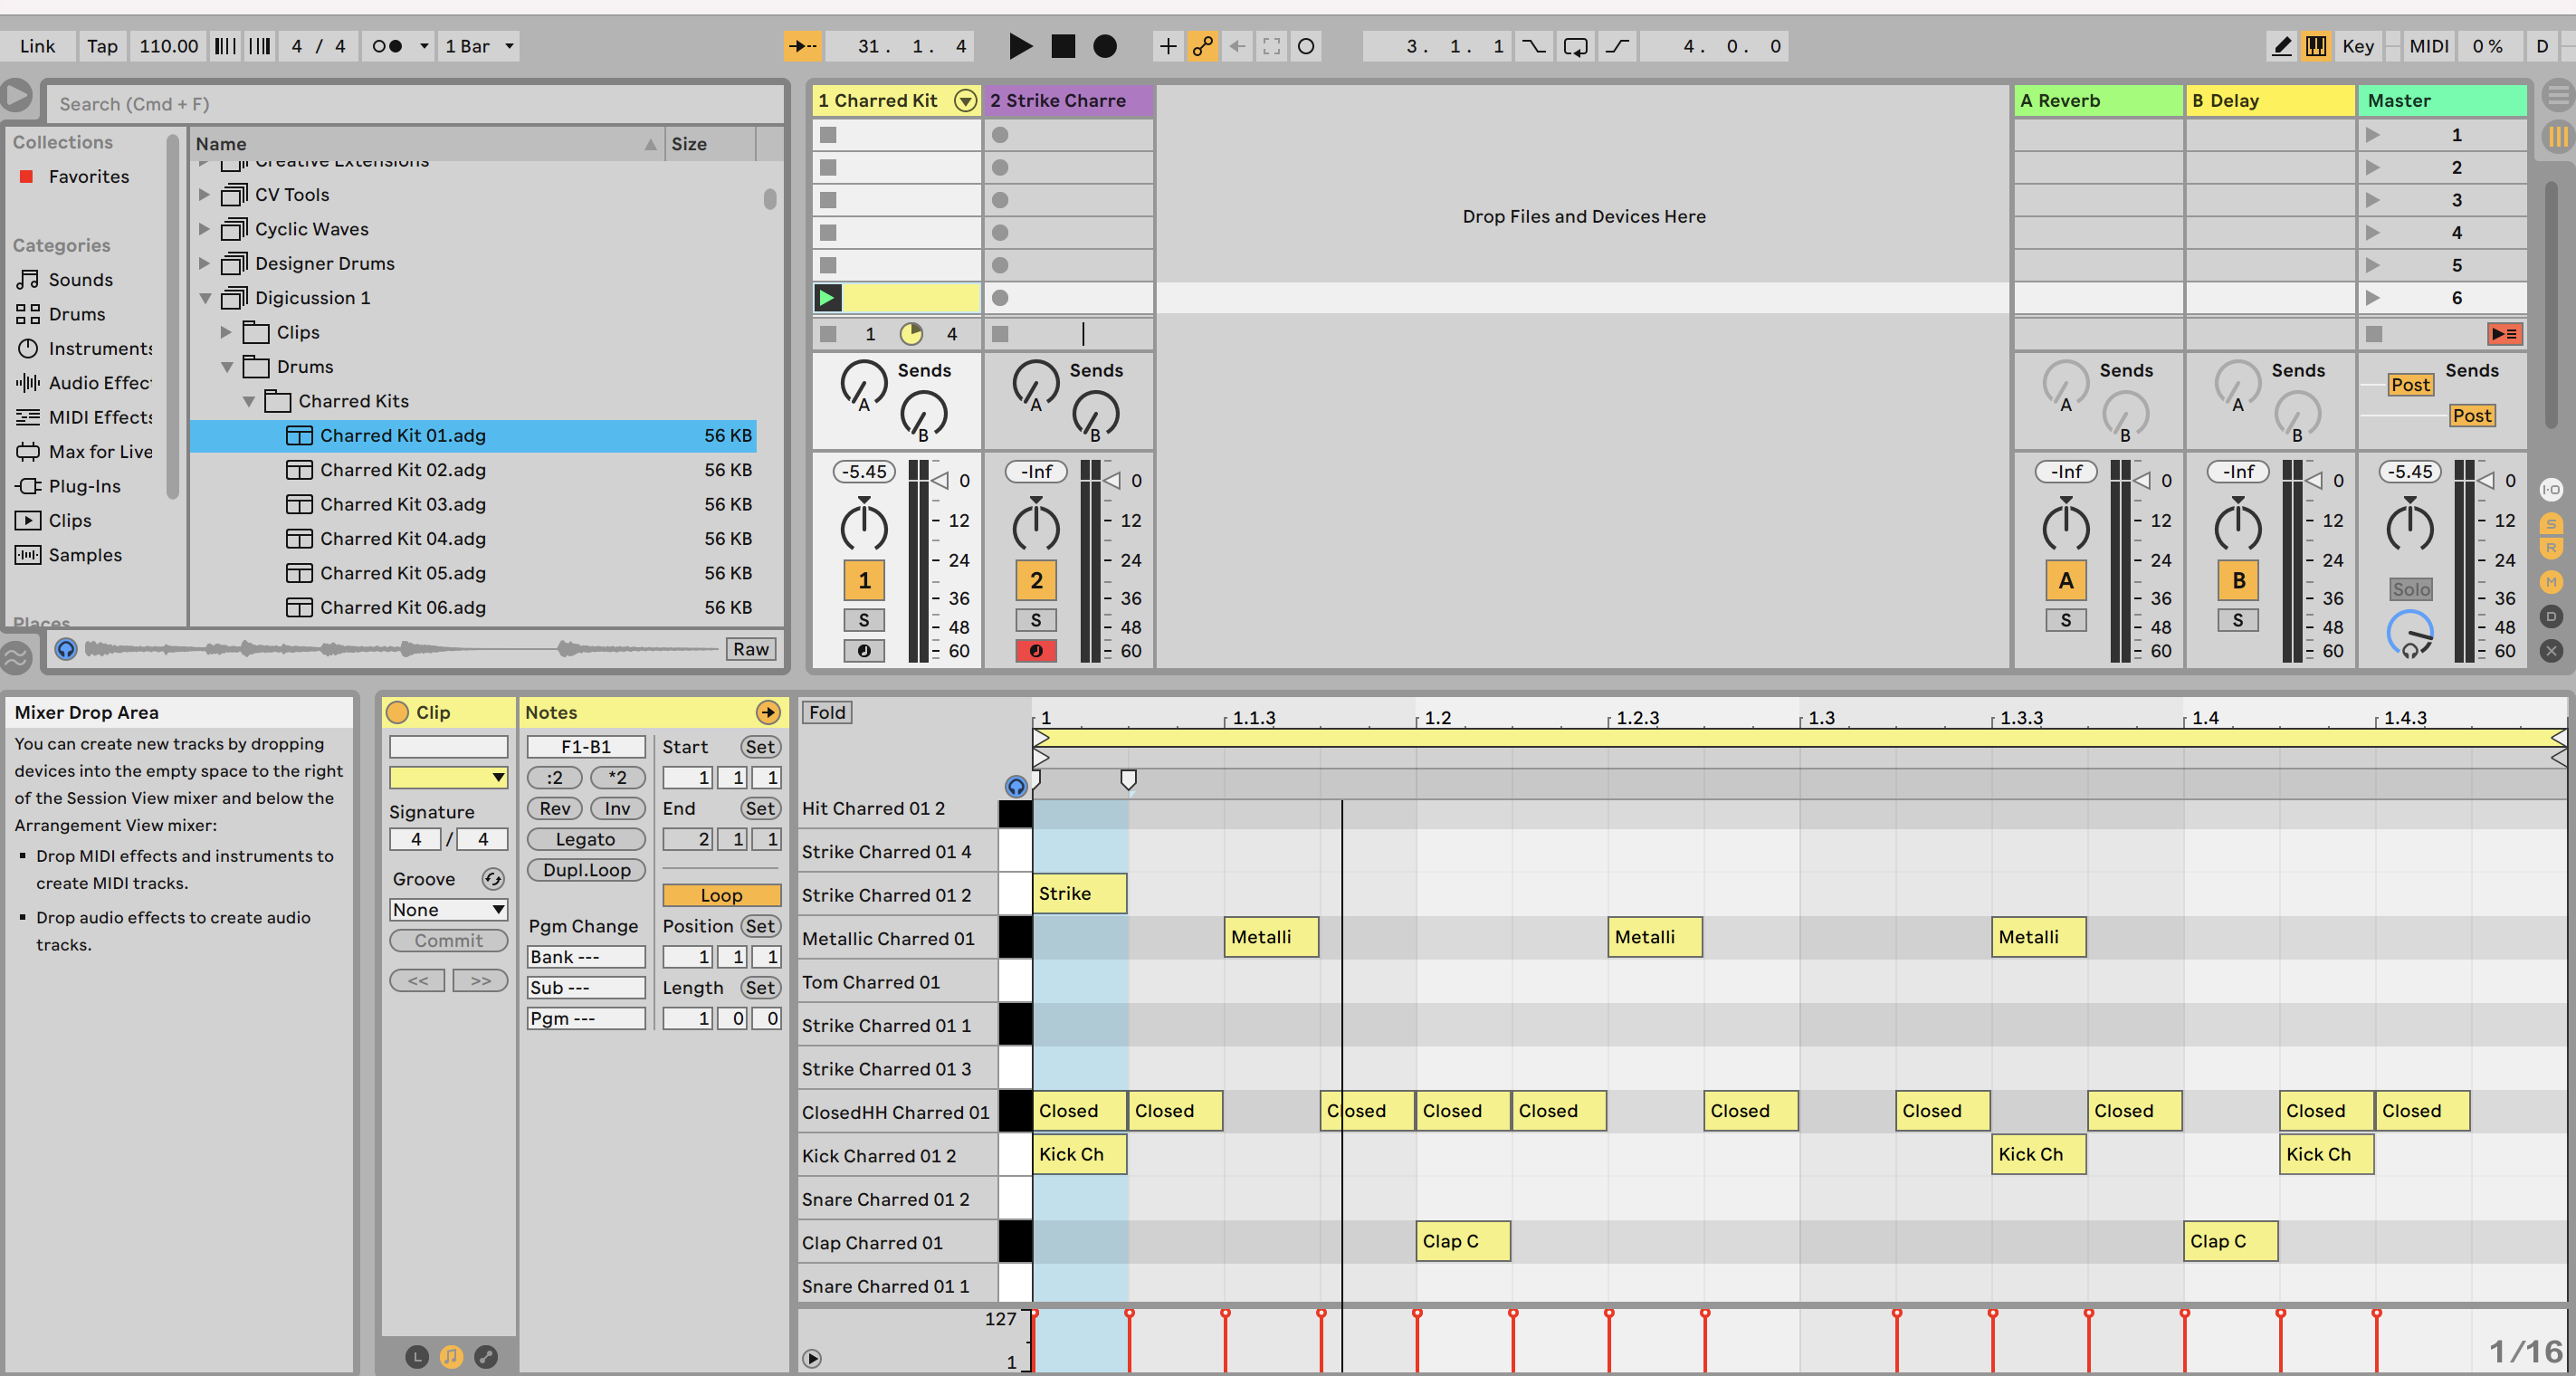 Link Tap 110.00 4 / 4 1 Bar 31. 1. 4 3. 1. 1 4. 0. 0 Key MIDI 0 % D
Search (Cmd + F)
Collections
Favorites
Categories
Sounds
Drums
Instruments
Audio Effec
MIDI Effects
Max for Live
Plug-Ins
Clips
Samples
Places
Name Size
Creative Extensions
CV Tools
Cyclic Waves
Designer Drums
Digicussion 1
Clips
Drums
Charred Kits
Charred Kit 01.adg 56 KB
Charred Kit 02.adg 56 KB
Charred Kit 03.adg 56 KB
Charred Kit 04.adg 56 KB
Charred Kit 05.adg 56 KB
Charred Kit 06.adg 56 KB
Raw
1 Charred Kit 2 Strike Charre A Reverb B Delay Master
1
2
3
4
5
6
Drop Files and Devices Here
1 4
Sends Sends Sends Sends Sends
A A A A Post
B B B B Post
-5.45 0 -Inf 0 -Inf 0 -Inf 0 -5.45 0
12 12 12 12 12
24 24 24 24 24
1 2 A B Solo
36 36 36 36 36
S S S S
48 48 48 48 48
60 60 60 60 60
I-O
S
R
M
D
X
Mixer Drop Area
You can create new tracks by dropping
devices into the empty space to the right
of the Session View mixer and below the
Arrangement View mixer:
Drop MIDI effects and instruments to
create MIDI tracks.
Drop audio effects to create audio
tracks.
Clip
Signature
4 / 4
Groove
None
Commit
<< >>
L
Notes
F1-B1
:2 *2
Rev Inv
Legato
Dupl.Loop
Pgm Change
Bank ---
Sub ---
Pgm ---
Start Set
1 1 1
End Set
2 1 1
Loop
Position Set
1 1 1
Length Set
1 0 0
Fold
1 1.1.3 1.2 1.2.3 1.3 1.3.3 1.4 1.4.3
Hit Charred 01 2
Strike Charred 01 4
Strike Charred 01 2 Strike
Metallic Charred 01 Metalli Metalli Metalli
Tom Charred 01
Strike Charred 01 1
Strike Charred 01 3
ClosedHH Charred 01 Closed Closed Closed Closed Closed Closed Closed Closed Closed Closed
Kick Charred 01 2 Kick Ch Kick Ch Kick Ch
Snare Charred 01 2
Clap Charred 01 Clap C Clap C
Snare Charred 01 1
127
1
1/16